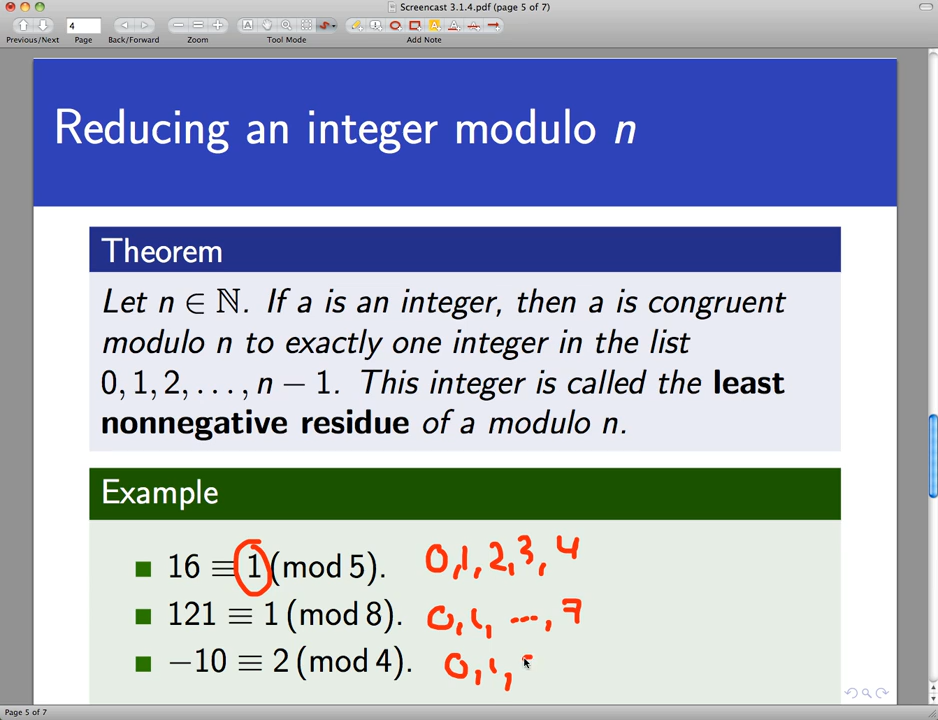 Screencast 3.1.4.pdf (page 5 of 7)
4
Previous/Next Page Back/Forward Zoom Tool Mode Add Note
Reducing an integer modulo n
Theorem
Let n ∈ ℕ. If a is an integer, then a is congruent
modulo n to exactly one integer in the list
0, 1, 2, . . . , n − 1. This integer is called the least
nonnegative residue of a modulo n.
Example
16 ≡ 1 (mod 5). 0, 1, 2, 3, 4
121 ≡ 1 (mod 8). 0, 1, ..., 7
−10 ≡ 2 (mod 4). 0, 1,
Page 5 of 7